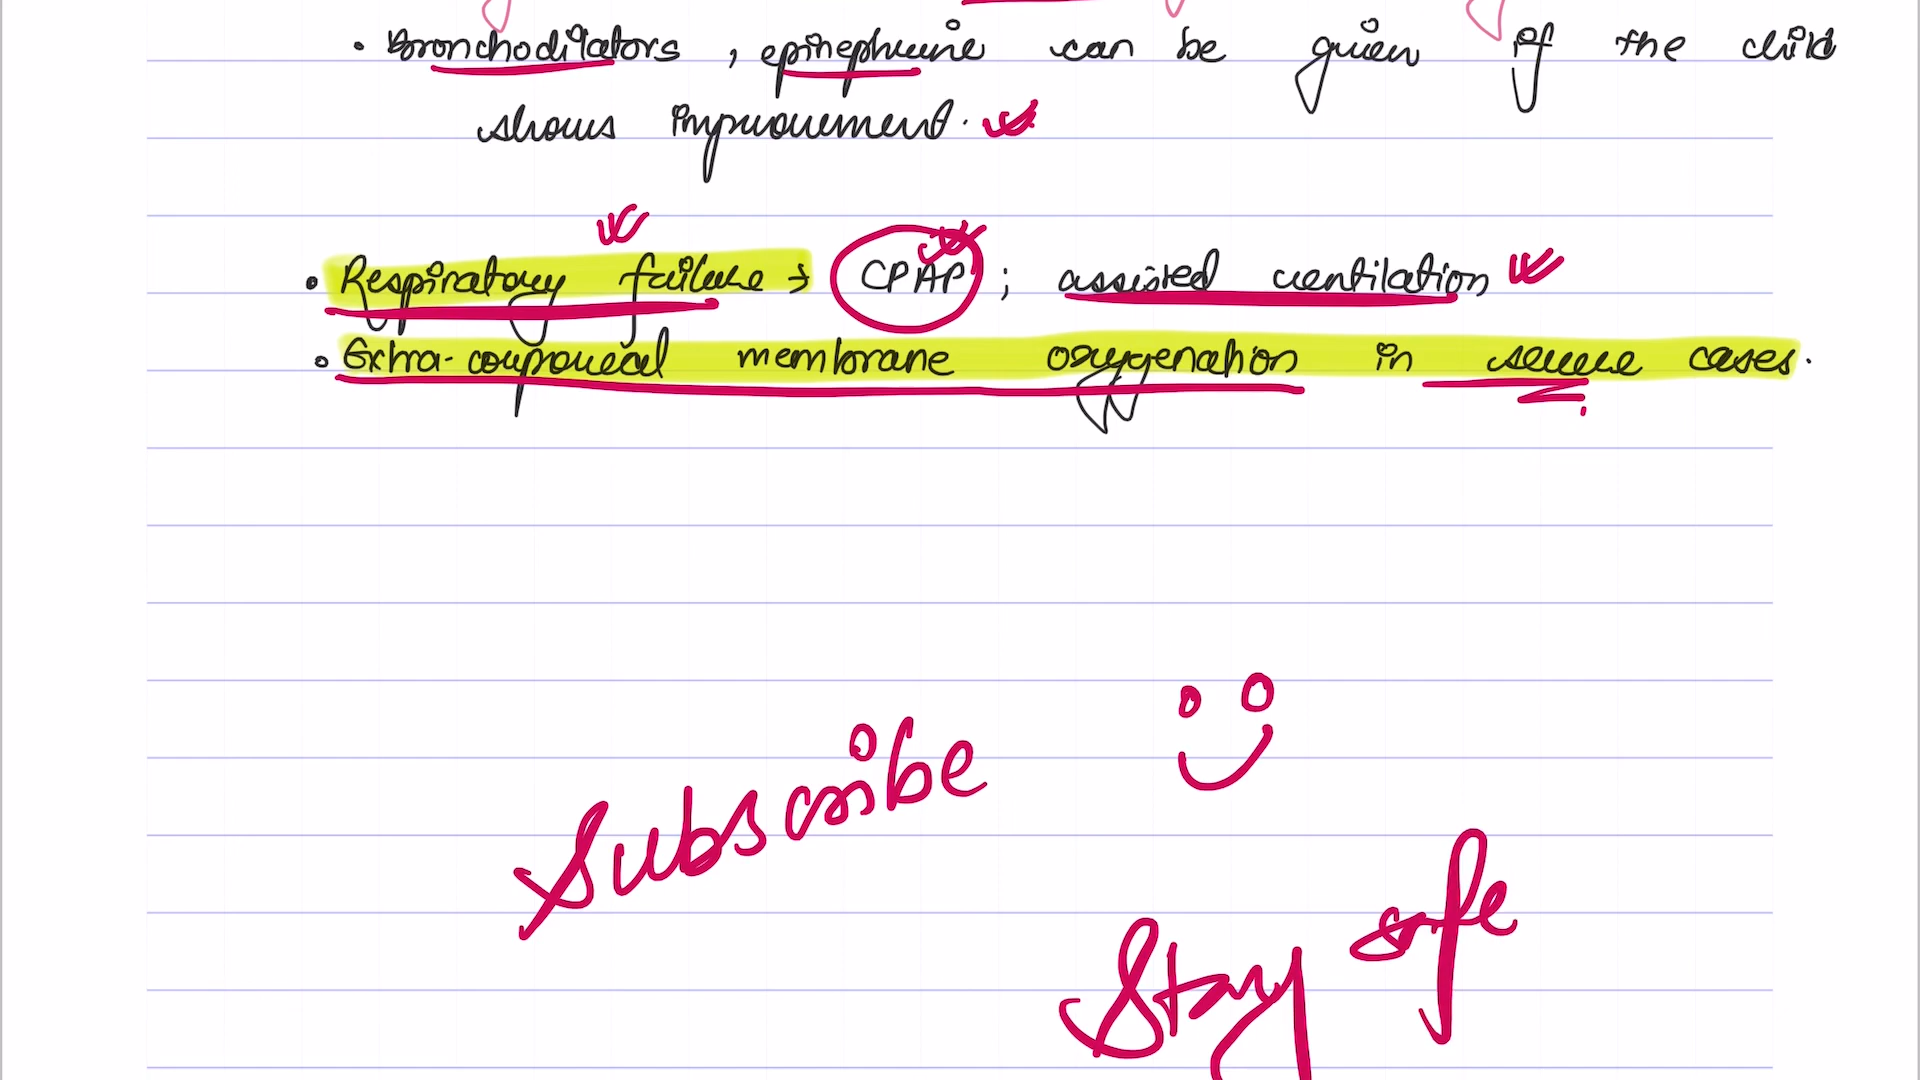 • Bronchodilators , epinephrine can be given if the child
shows improvement.
• Respiratory failure → CPAP ; assisted ventilation
• Extra-corporeal membrane oxygenation in severe cases.
Subscribe
Stay safe